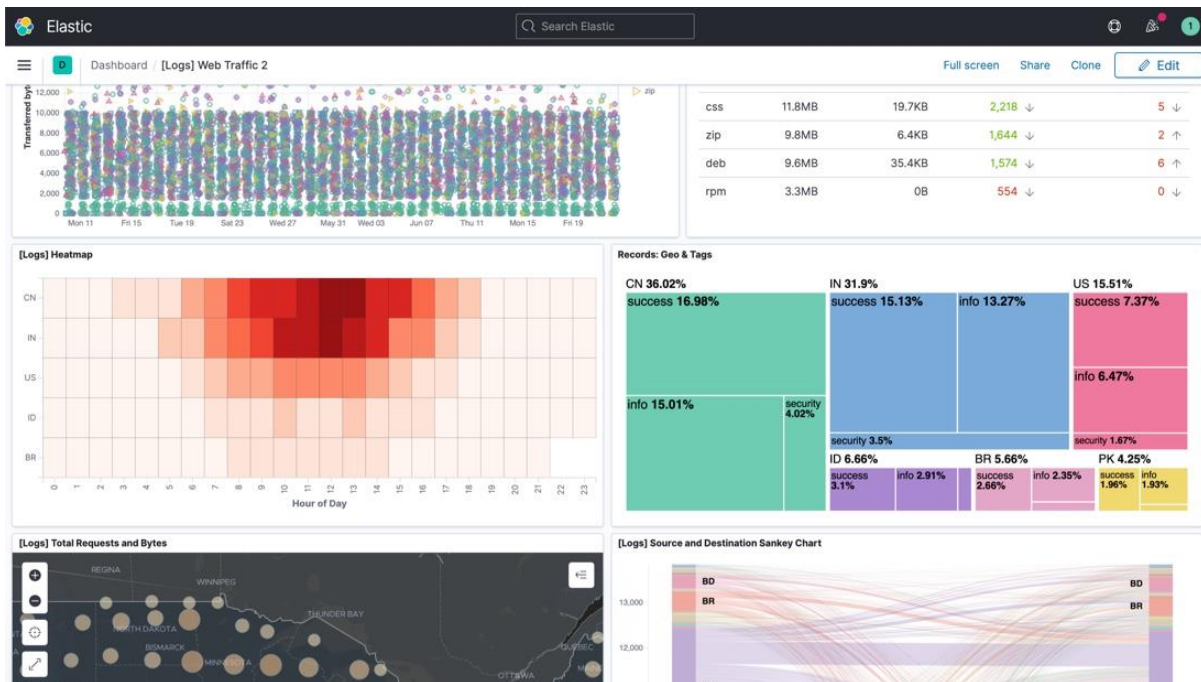 Elastic
Search Elastic
1
D Dashboard / [Logs] Web Traffic 2
Full screen Share Clone Edit
Transferred byt
12,000
10,000
8,000
6,000
4,000
2,000
0
Mon 11 Fri 15 Tue 19 Sat 23 Wed 27 May 31 Wed 03 Jun 07 Thu 11 Mon 15 Fri 19
zip
css 11.8MB 19.7KB 2,218 ↓ 5 ↓
zip 9.8MB 6.4KB 1,644 ↓ 2 ↑
deb 9.6MB 35.4KB 1,574 ↓ 6 ↑
rpm 3.3MB 0B 554 ↓ 0 ↓
[Logs] Heatmap
CN
IN
US
ID
BR
0 1 2 3 4 5 6 7 8 9 10 11 12 13 14 15 16 17 18 19 20 21 22 23
Hour of Day
Records: Geo & Tags
CN 36.02% IN 31.9% US 15.51%
success 16.98% success 15.13% info 13.27% success 7.37%
info 6.47%
info 15.01% security 4.02%
security 3.5% security 1.67%
ID 6.66% BR 5.66% PK 4.25%
success 3.1% info 2.91% success 2.66% info 2.35% success 1.96% info 1.93%
[Logs] Total Requests and Bytes
REGINA
WINNIPEG
THUNDER BAY
NORTH DAKOTA
BISMARCK
MINNESOTA
OTTAWA
QUÉBEC
[Logs] Source and Destination Sankey Chart
13,000
12,000
BD BD
BR BR